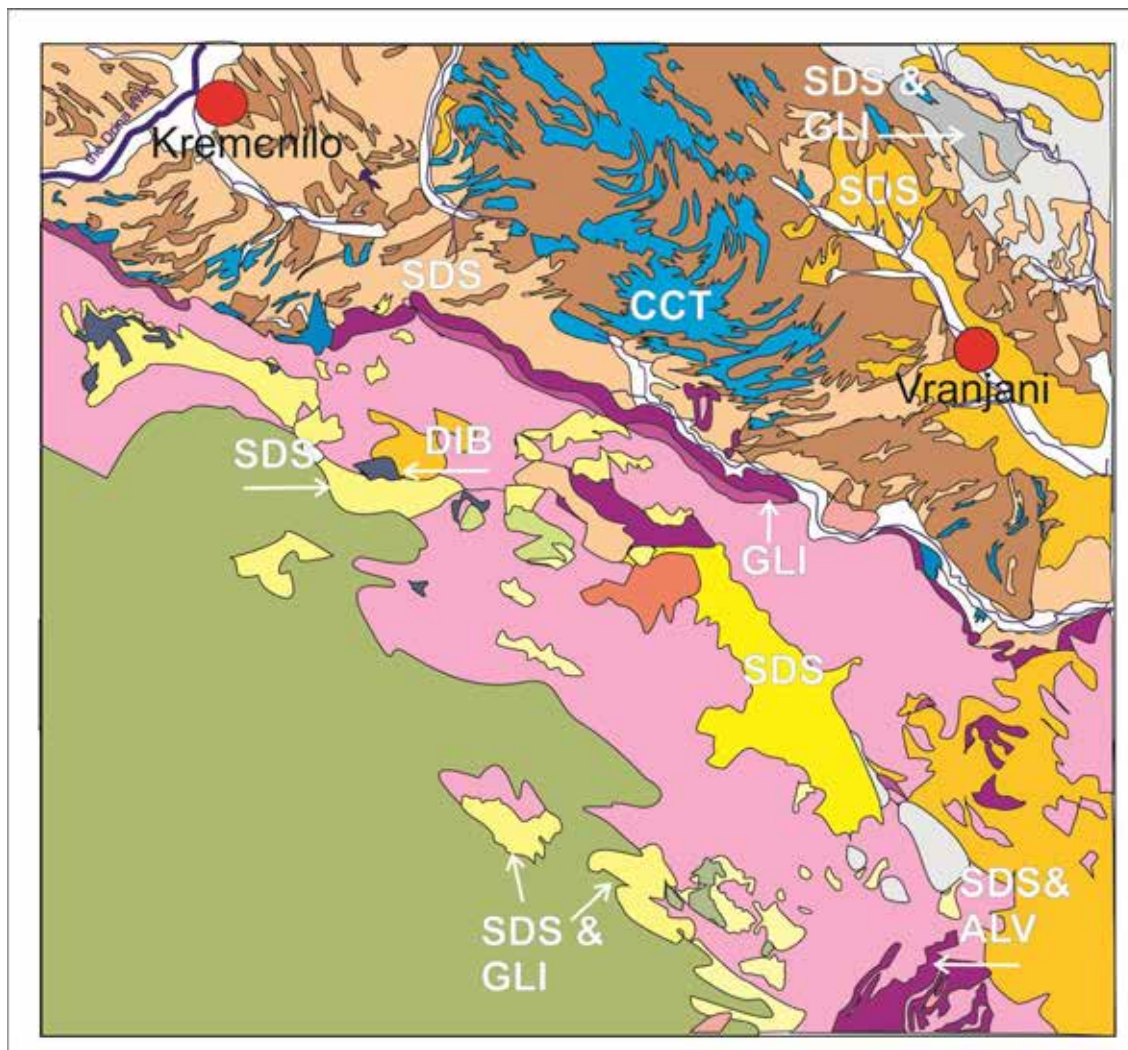 SDS &
GLI
Kremenilo
SDS
SDS
CCT
Vranjani
DIB
SDS
GLI
SDS
SDS &
GLI
SDS&
ALV